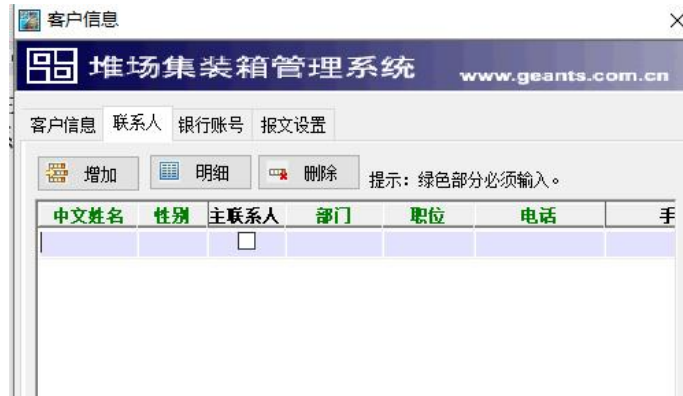 客户信息
堆场集装箱管理系统 www.geants.com.cn
客户信息 联系人 银行账号 报文设置
增加 明细 删除 提示：绿色部分必须输入。
中文姓名 性别 主联系人 部门 职位 电话 手